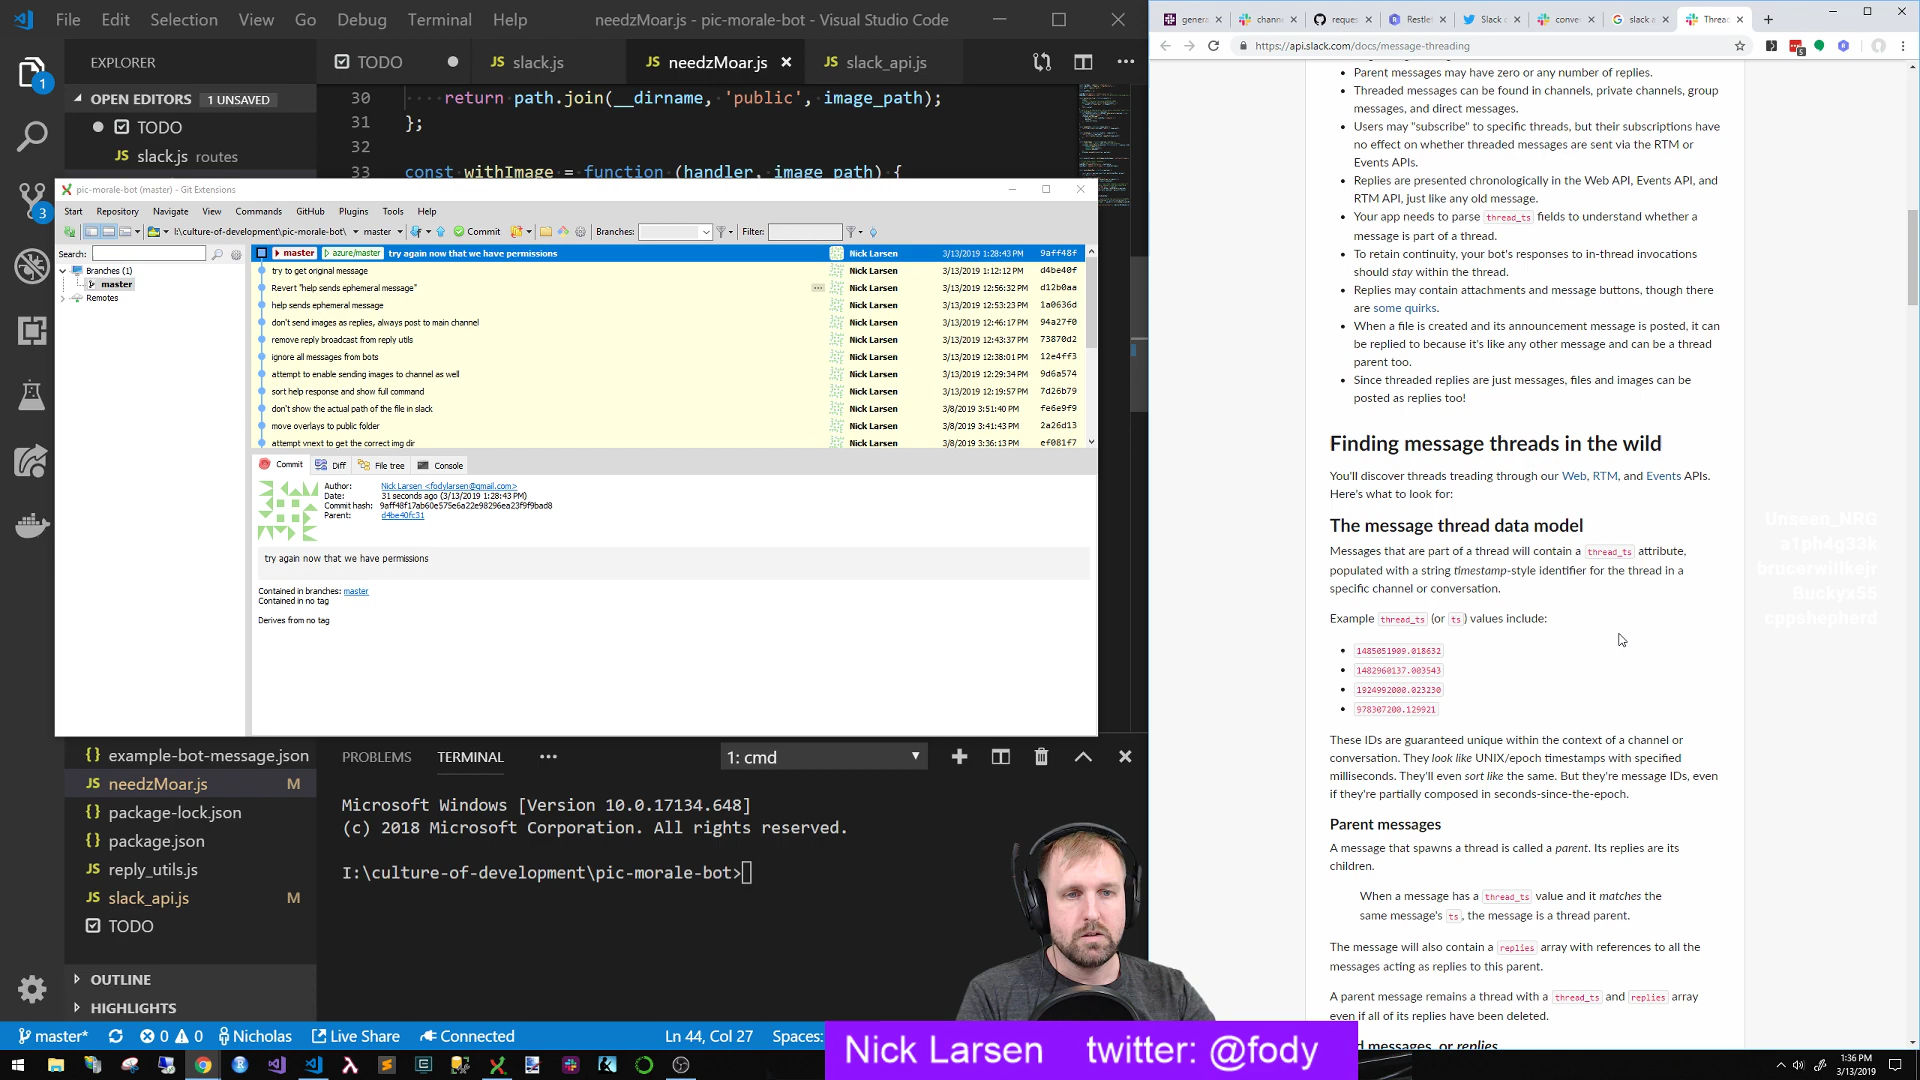 File Edit Selection View Go Debug Terminal Help
needzMoar.js - pic-morale-bot - Visual Studio Code
EXPLORER
TODO
slack.js
needzMoar.js
slack_api.js
OPEN EDITORS 1 UNSAVED
TODO
slack.js routes
30 return path.join(__dirname, 'public', image_path);
31 };
32
33 const withImage = function (handler, image_path) {
pic-morale-bot (master) - Git Extensions
Start Repository Navigate View Commands GitHub Plugins Tools Help
I:\culture-of-development\pic-morale-bot\ master Commit Branches: Filter:
Search:
Branches (1)
master
Remotes
master azure/master try again now that we have permissions Nick Larsen 3/13/2019 1:28:43 PM 9aff48f
try to get original message Nick Larsen 3/13/2019 1:12:12 PM d4be40f
Revert "help sends ephemeral message" Nick Larsen 3/13/2019 12:56:32 PM d12b0aa
help sends ephemeral message Nick Larsen 3/13/2019 12:53:23 PM 1a0636d
don't send images as replies, always post to main channel Nick Larsen 3/13/2019 12:46:17 PM 94a27f0
remove reply broadcast from reply utils Nick Larsen 3/13/2019 12:43:37 PM 73870d2
ignore all messages from bots Nick Larsen 3/13/2019 12:38:01 PM 12e4ff3
attempt to enable sending images to channel as well Nick Larsen 3/13/2019 12:29:34 PM 9d6a574
sort help response and show full command Nick Larsen 3/13/2019 12:19:57 PM 7d26b79
don't show the actual path of the file in slack Nick Larsen 3/8/2019 3:51:40 PM fe6e9f9
move overlays to public folder Nick Larsen 3/8/2019 3:41:43 PM 2a26d13
attempt vnext to get the correct img dir Nick Larsen 3/8/2019 3:36:13 PM ef081f7
Commit Diff File tree Console
Author: Nick Larsen <fodylarsen@gmail.com>
Date: 31 seconds ago (3/13/2019 1:28:43 PM)
Commit hash: 9aff48f17ab60e575e6a22e98296ea23f9f9bad8
Parent: d4be40fc31
try again now that we have permissions
Contained in branches: master
Contained in no tag
Derives from no tag
example-bot-message.json
needzMoar.js M
package-lock.json
package.json
reply_utils.js
slack_api.js M
TODO
OUTLINE
HIGHLIGHTS
PROBLEMS TERMINAL 1: cmd
Microsoft Windows [Version 10.0.17134.648]
(c) 2018 Microsoft Corporation. All rights reserved.
I:\culture-of-development\pic-morale-bot>
master* 0 0 Nicholas Live Share Connected Ln 44, Col 27 Spaces:
Nick Larsen twitter: @fody
genera chann reque Restle Slack c conver slack a Threa
https://api.slack.com/docs/message-threading
Parent messages may have zero or any number of replies.
Threaded messages can be found in channels, private channels, group
messages, and direct messages.
Users may "subscribe" to specific threads, but their subscriptions have
no effect on whether threaded messages are sent via the RTM or
Events APIs.
Replies are presented chronologically in the Web API, Events API, and
RTM API, just like any old message.
Your app needs to parse thread_ts fields to understand whether a
message is part of a thread.
To retain continuity, your bot's responses to in-thread invocations
should stay within the thread.
Replies may contain attachments and message buttons, though there
are some quirks.
When a file is created and its announcement message is posted, it can
be replied to because it's like any other message and can be a thread
parent too.
Since threaded replies are just messages, files and images can be
posted as replies too!
Finding message threads in the wild
You'll discover threads treading through our Web, RTM, and Events APIs.
Here's what to look for:
The message thread data model
Messages that are part of a thread will contain a thread_ts attribute,
populated with a string timestamp-style identifier for the thread in a
specific channel or conversation.
Example thread_ts (or ts) values include:
1485051909.018632
1482960137.003543
1924992000.023230
978307200.129921
These IDs are guaranteed unique within the context of a channel or
conversation. They look like UNIX/epoch timestamps with specified
milliseconds. They'll even sort like the same. But they're message IDs, even
if they're partially composed in seconds-since-the-epoch.
Parent messages
A message that spawns a thread is called a parent. Its replies are its
children.
When a message has a thread_ts value and it matches the
same message's ts, the message is a thread parent.
The message will also contain a replies array with references to all the
messages acting as replies to this parent.
A parent message remains a thread with a thread_ts and replies array
even if all of its replies have been deleted.
d messages, or replies
Unseen_NRG
a1ph4g33k
brucerwilikejr
Buckyx55
cppshepherd
1:36 PM
3/13/2019